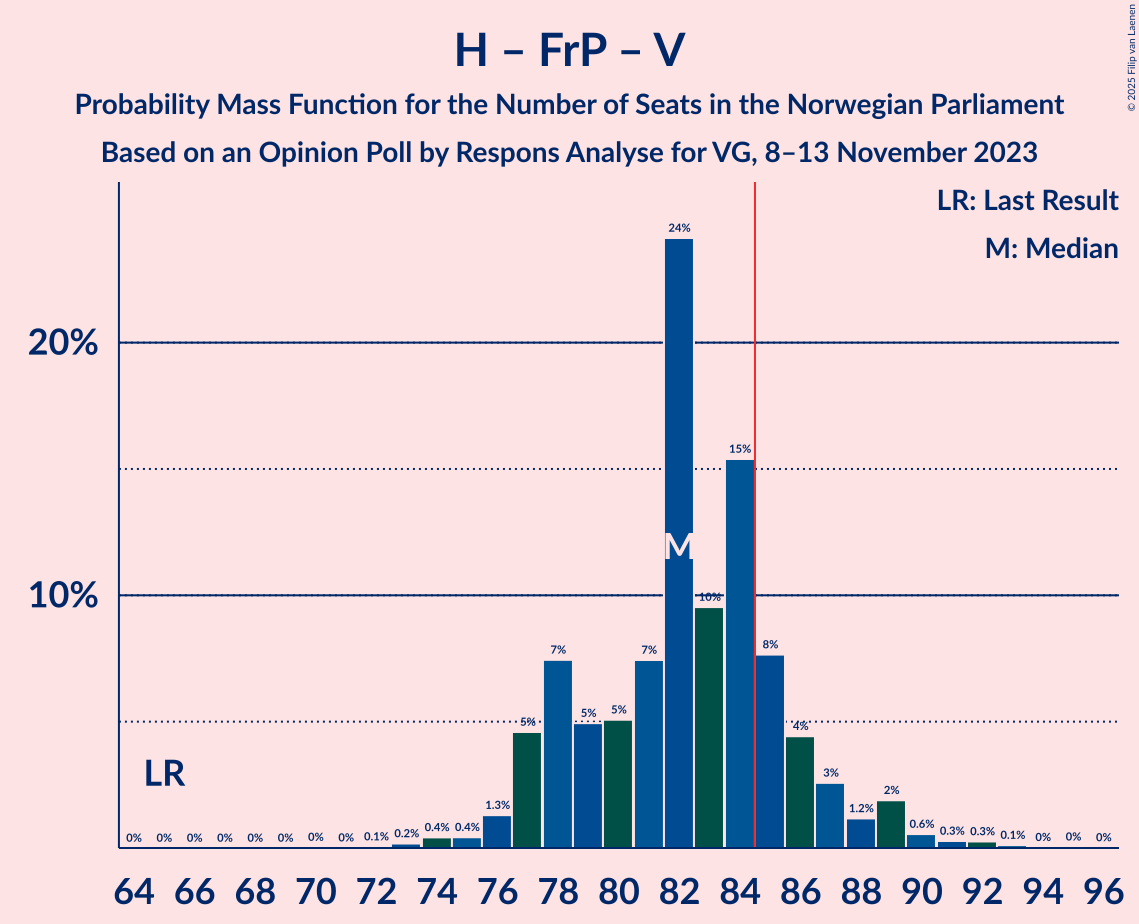 H – FrP – V
Probability Mass Function for the Number of Seats in the Norwegian Parliament
Based on an Opinion Poll by Respons Analyse for VG, 8–13 November 2023
© 2025 Filip van Laenen
LR: Last Result
M: Median
24%
20%
15%
M
10%
10%
8%
7%
7%
5%
5%
5%
4%
3%
LR
2%
1.3%
1.2%
0% 0% 0% 0% 0% 0% 0% 0% 0.1% 0.2% 0.4% 0.4% 0.6% 0.3% 0.3% 0.1% 0% 0% 0%
64 66 68 70 72 74 76 78 80 82 84 86 88 90 92 94 96